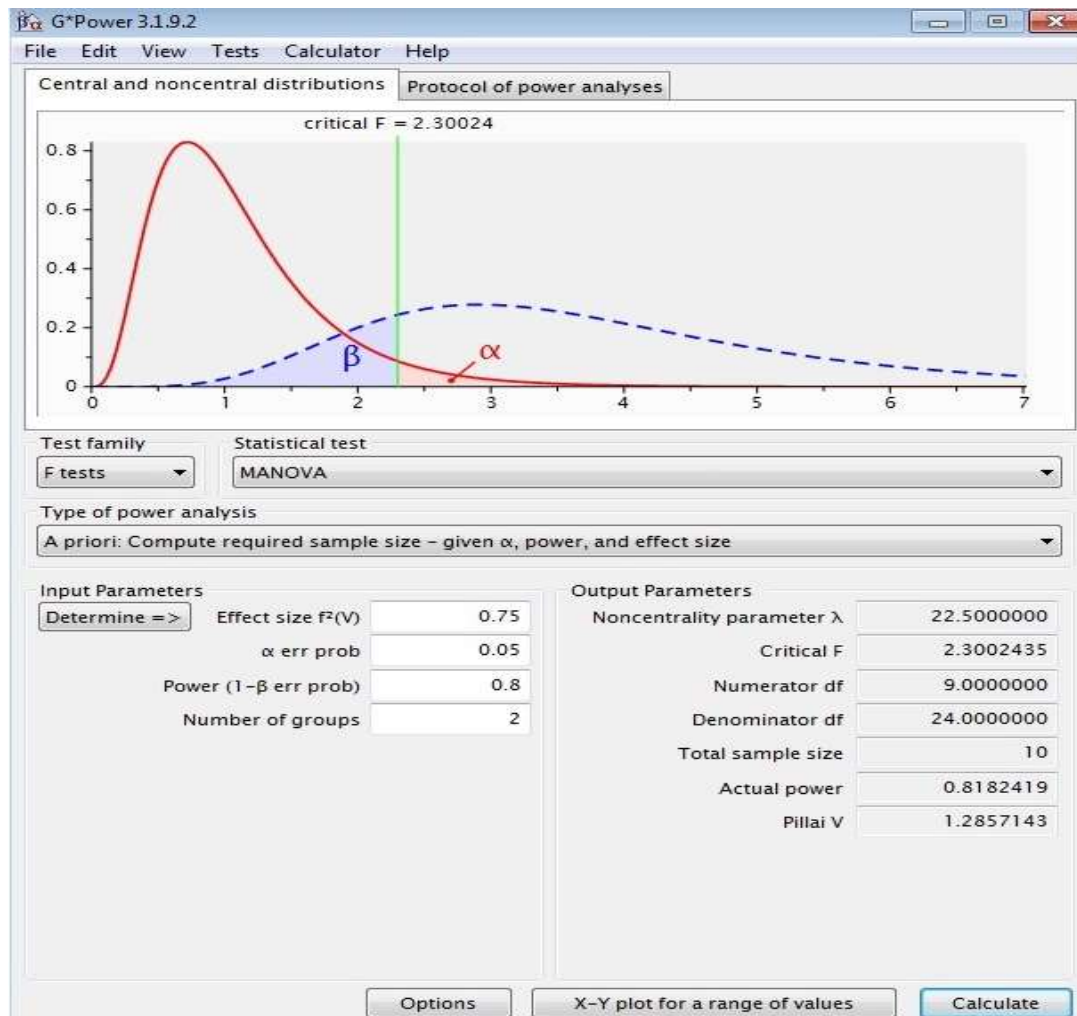 βα G*Power 3.1.9.2
File Edit View Tests Calculator Help
Central and noncentral distributions Protocol of power analyses
critical F = 2.30024
0.8
0.6
0.4
0.2
0
β
α
0 1 2 3 4 5 6 7
Test family Statistical test
F tests MANOVA
Type of power analysis
A priori: Compute required sample size – given α, power, and effect size
Input Parameters Output Parameters
Determine => Effect size f²(V) 0.75 Noncentrality parameter λ 22.5000000
α err prob 0.05 Critical F 2.3002435
Power (1–β err prob) 0.8 Numerator df 9.0000000
Number of groups 2 Denominator df 24.0000000
Total sample size 10
Actual power 0.8182419
Pillai V 1.2857143
Options X–Y plot for a range of values Calculate